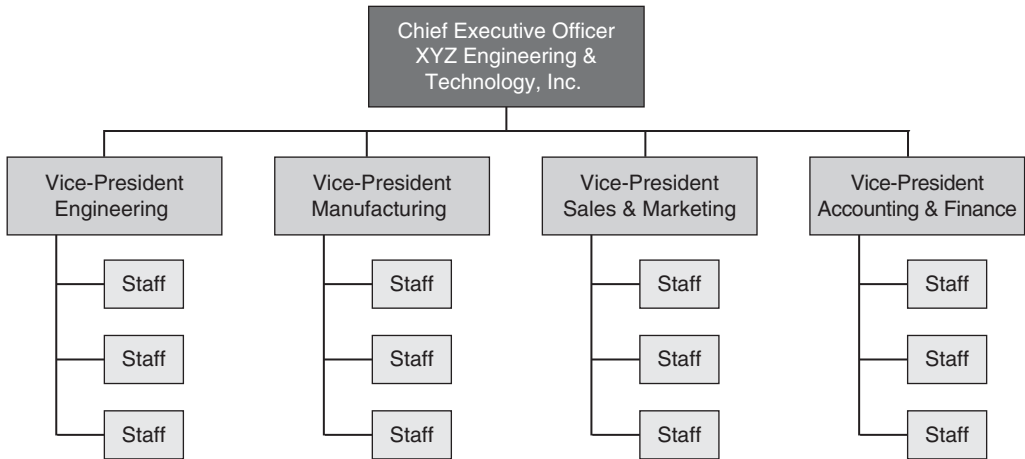 Chief Executive Officer
XYZ Engineering &
Technology, Inc.
Vice-President
Engineering
Vice-President
Manufacturing
Vice-President
Sales & Marketing
Vice-President
Accounting & Finance
Staff
Staff
Staff
Staff
Staff
Staff
Staff
Staff
Staff
Staff
Staff
Staff